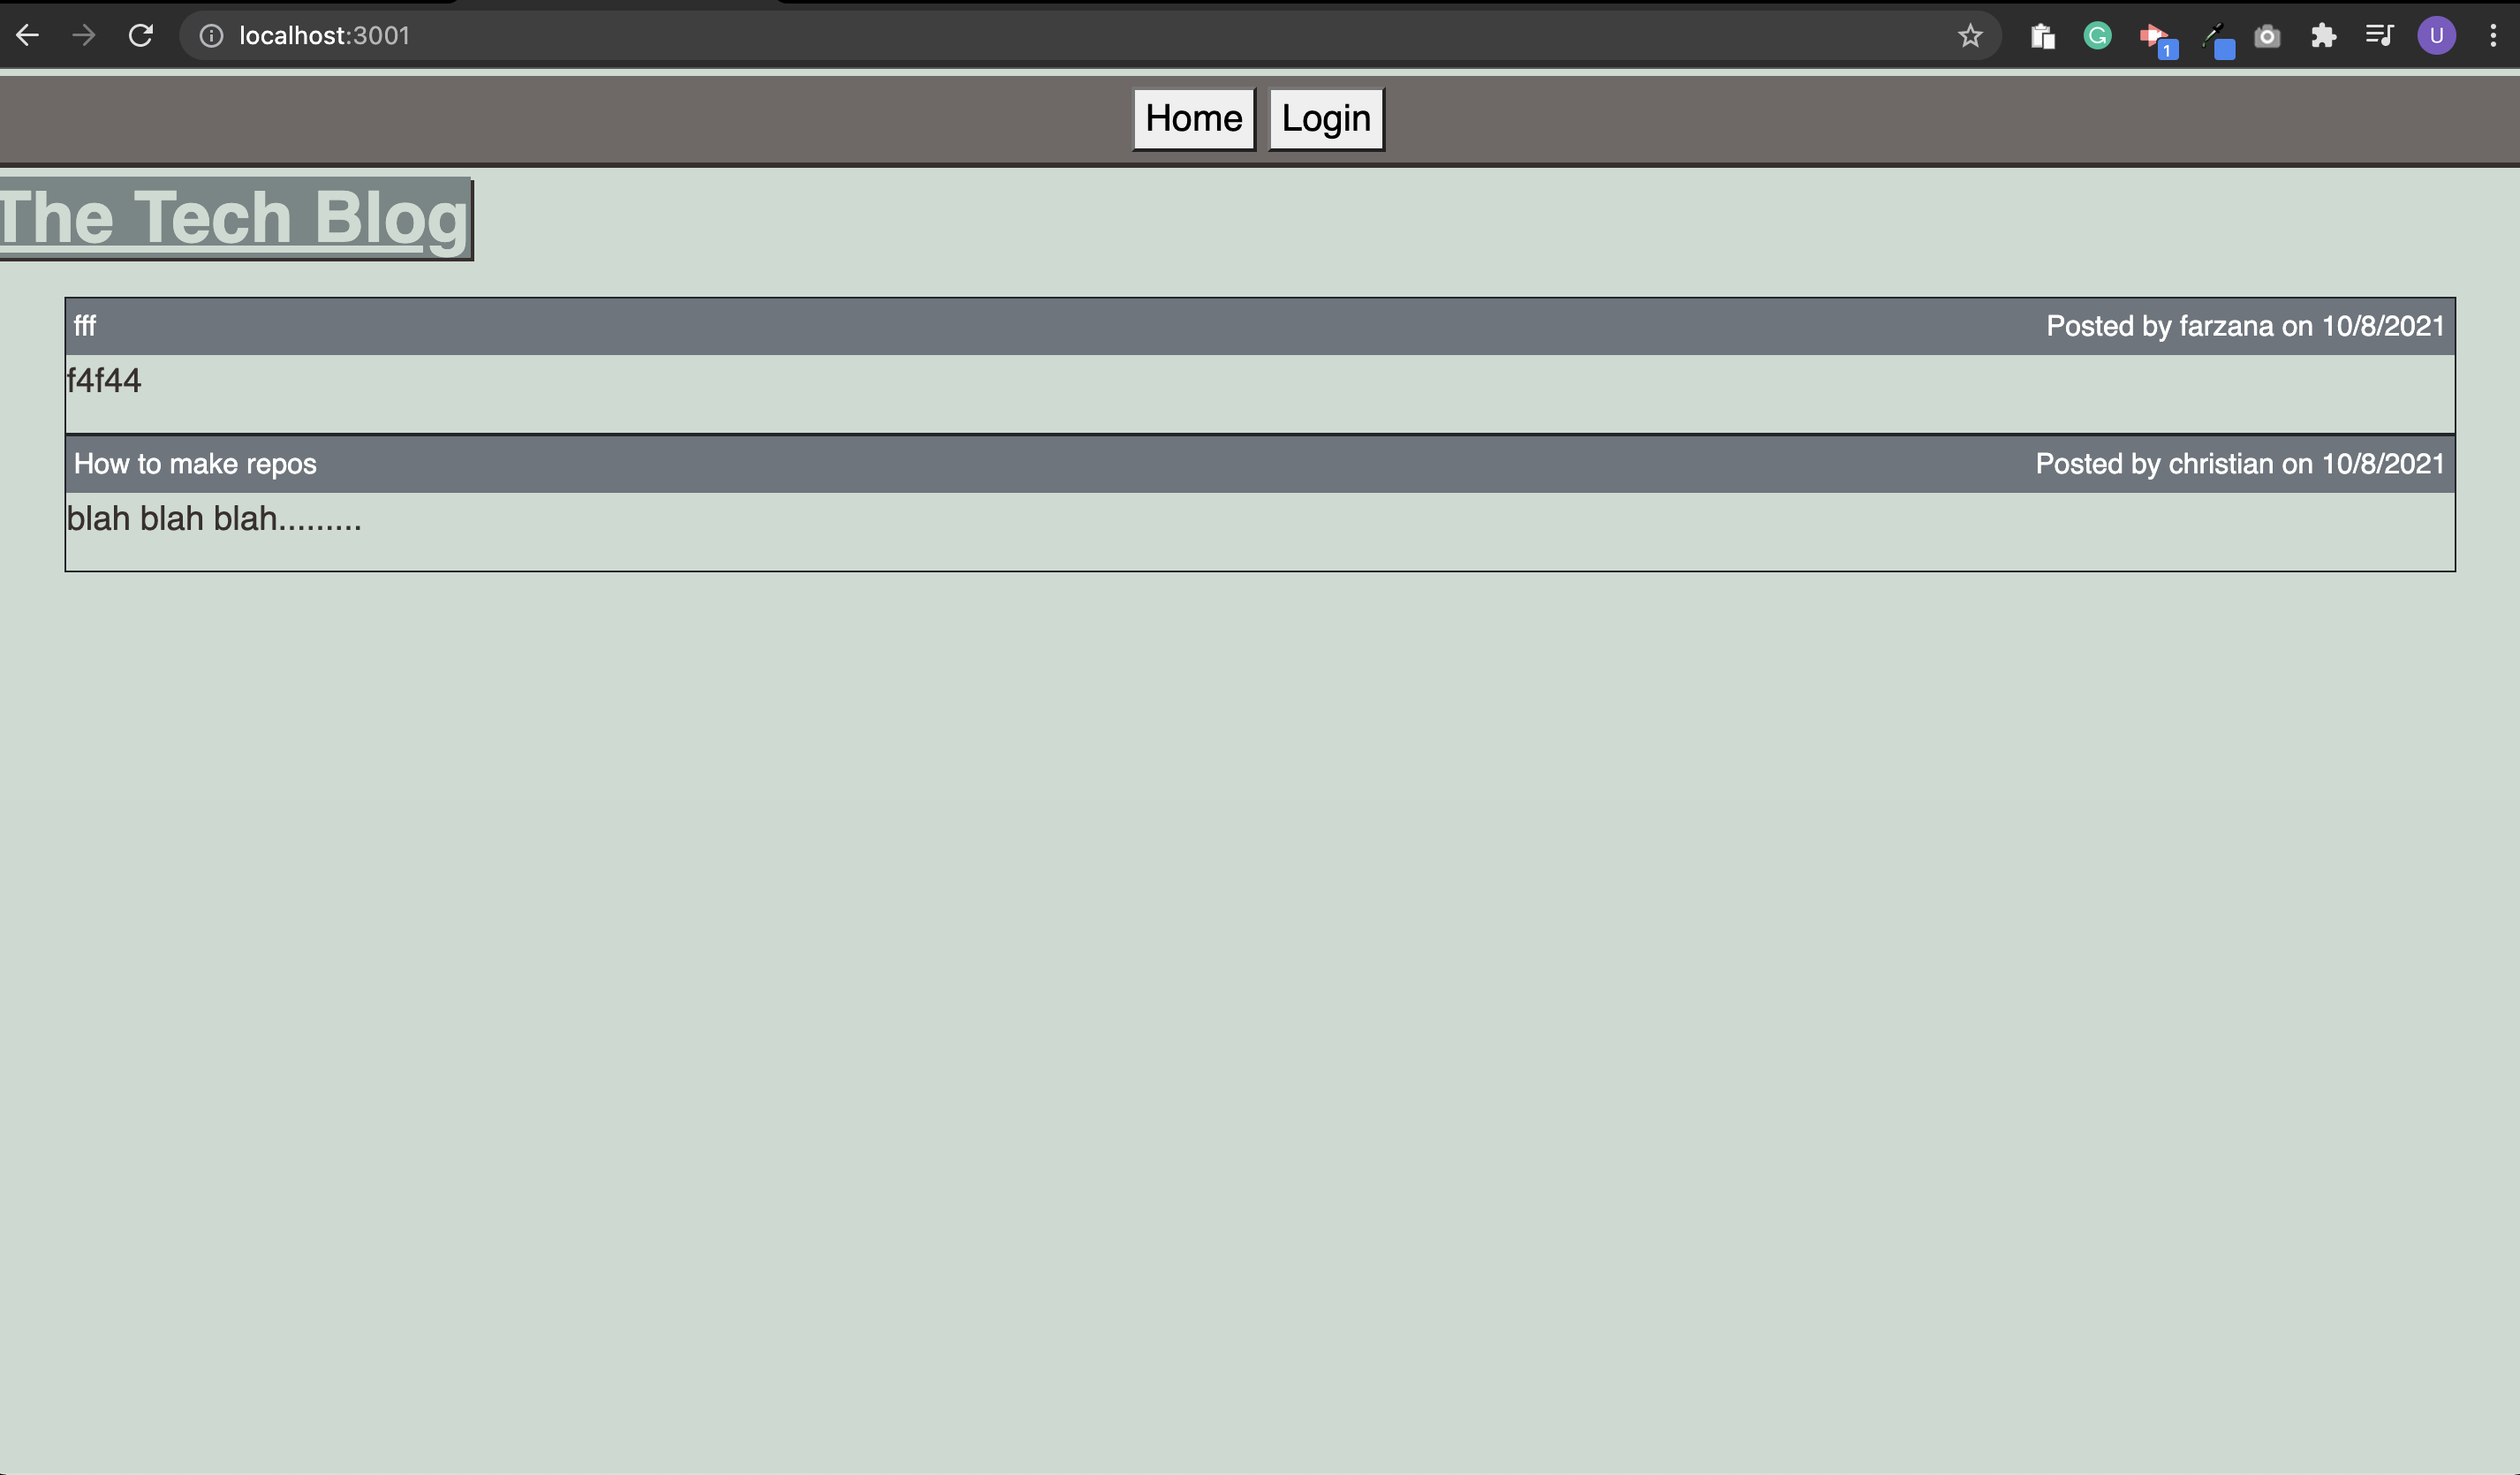 localhost:3001
1
U
Home Login
The Tech Blog
fff Posted by farzana on 10/8/2021
f4f44
How to make repos Posted by christian on 10/8/2021
blah blah blah.........